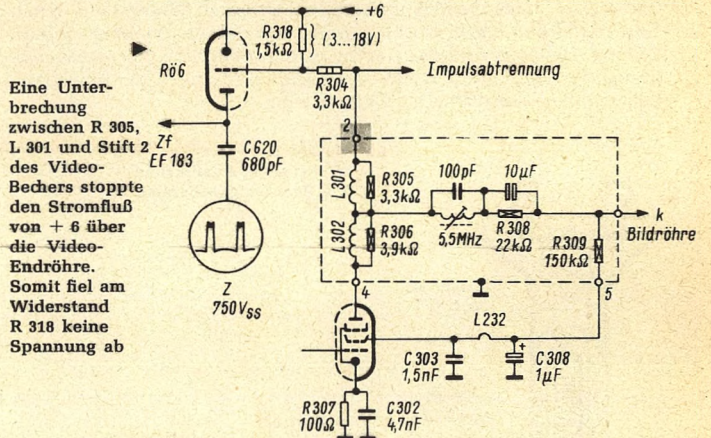 +6
R318
1,5kΩ
(3...18V)
Rö6
R304
3,3kΩ
Impulsabtrennung
Eine Unter-
brechung
zwischen R 305,
L 301 und Stift 2
des Video-
Bechers stoppte
den Stromfluß
von + 6 über
die Video-
Endröhre.
Somit fiel am
Widerstand
R 318 keine
Spannung ab
Zf
EF 183
C620
680pF
Z
750Vss
2
L301
R305
3,3kΩ
L302
R306
3,9kΩ
100pF
10µF
5,5MHz
R308
22kΩ
R309
150kΩ
k
Bildröhre
4
5
L232
C303
1,5nF
+
C308
1µF
R307
100Ω
C302
4,7nF